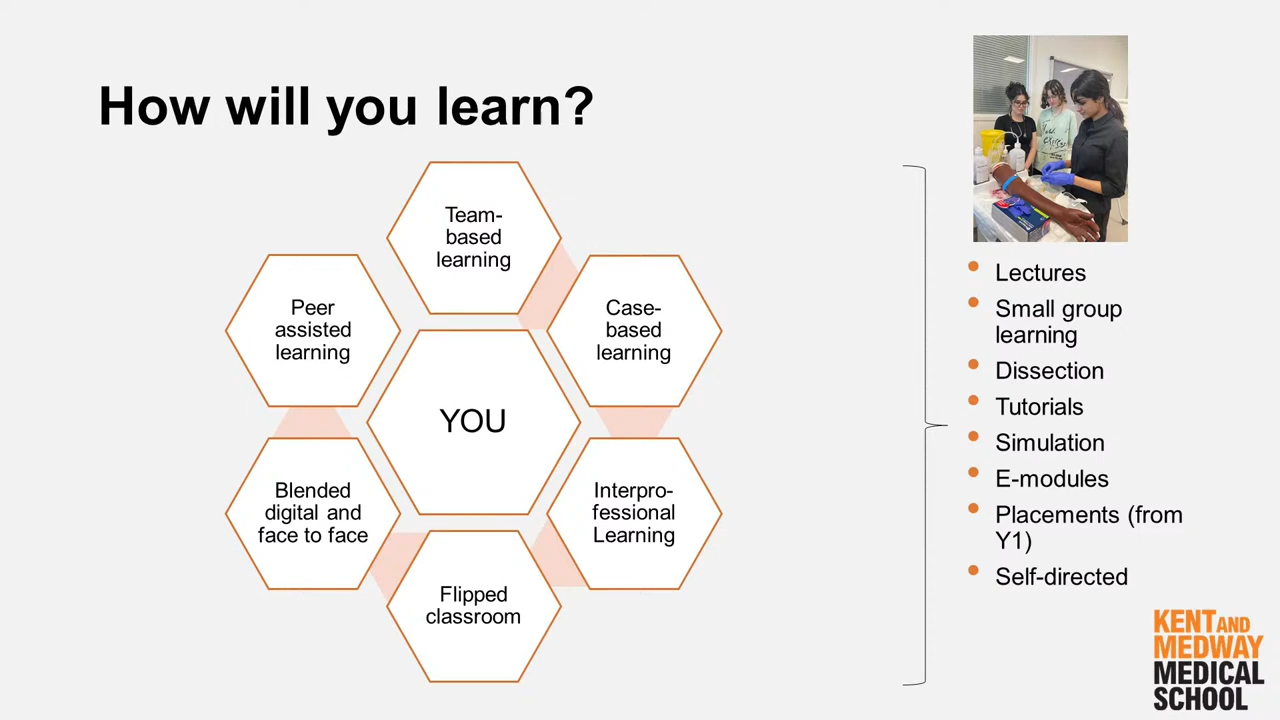 How will you learn?
Team-
based
learning
Peer
assisted
learning
Case-
based
learning
YOU
Blended
digital and
face to face
Interpro-
fessional
Learning
Flipped
classroom
Lectures
Small group
learning
Dissection
Tutorials
Simulation
E-modules
Placements (from
Y1)
Self-directed
KENT AND
MEDWAY
MEDICAL
SCHOOL